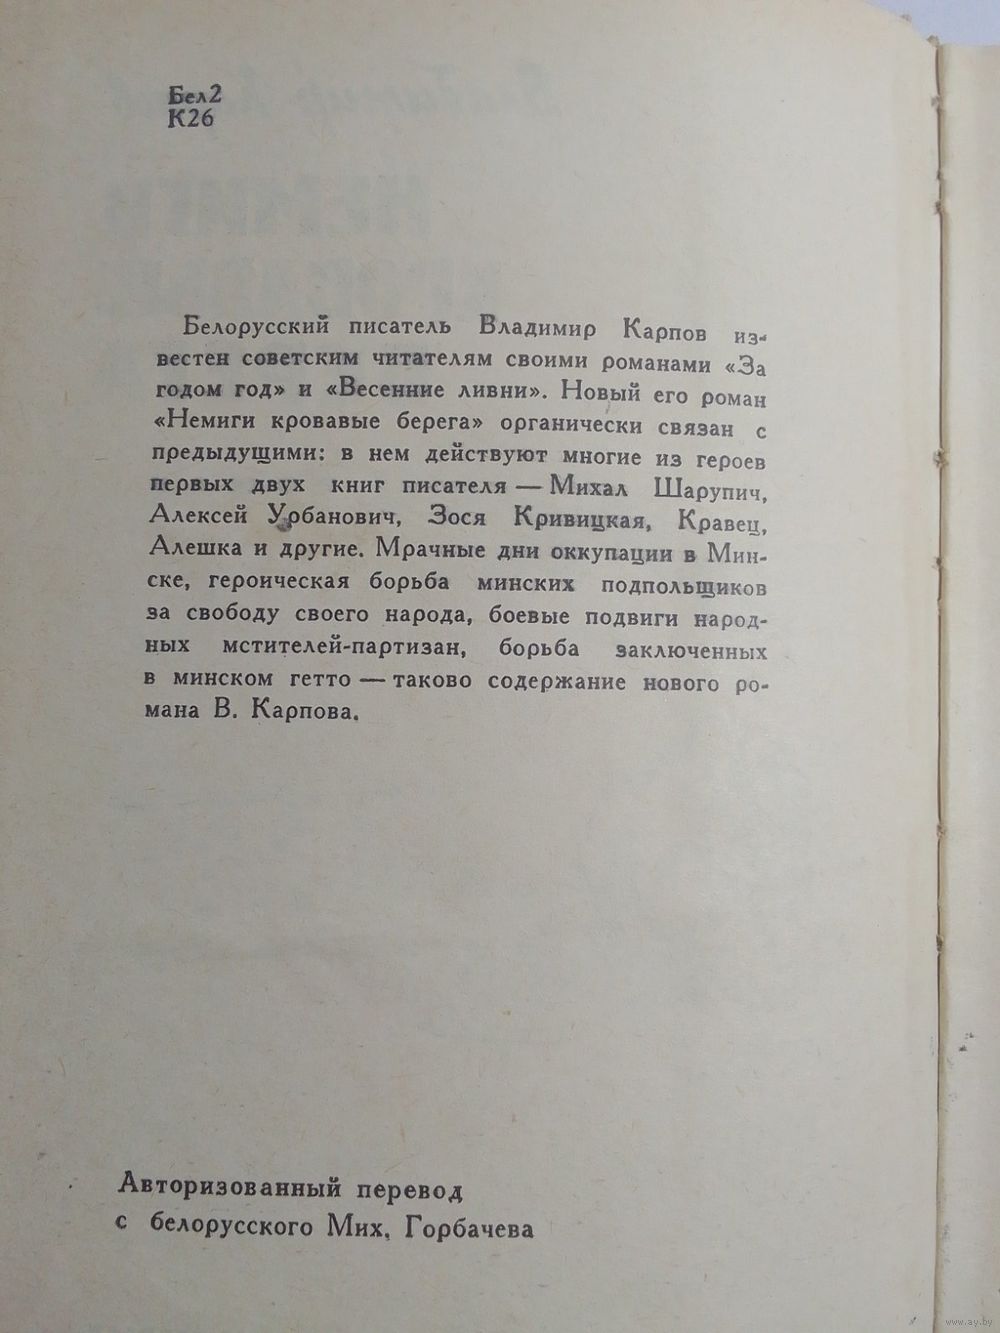 Бел2
К26
Белорусский писатель Владимир Карпов из-
вестен советским читателям своими романами «За
годом год» и «Весенние ливни». Новый его роман
«Немиги кровавые берега» органически связан с
предыдущими: в нем действуют многие из героев
первых двух книг писателя — Михал Шарупич,
Алексей Урбанович, Зося Кривицкая, Кравец,
Алешка и другие. Мрачные дни оккупации в Мин-
ске, героическая борьба минских подпольщиков
за свободу своего народа, боевые подвиги народ-
ных мстителей-партизан, борьба заключенных
в минском гетто — таково содержание нового ро-
мана В. Карпова.
Авторизованный перевод
с белорусского Мих. Горбачева
www.ay.by